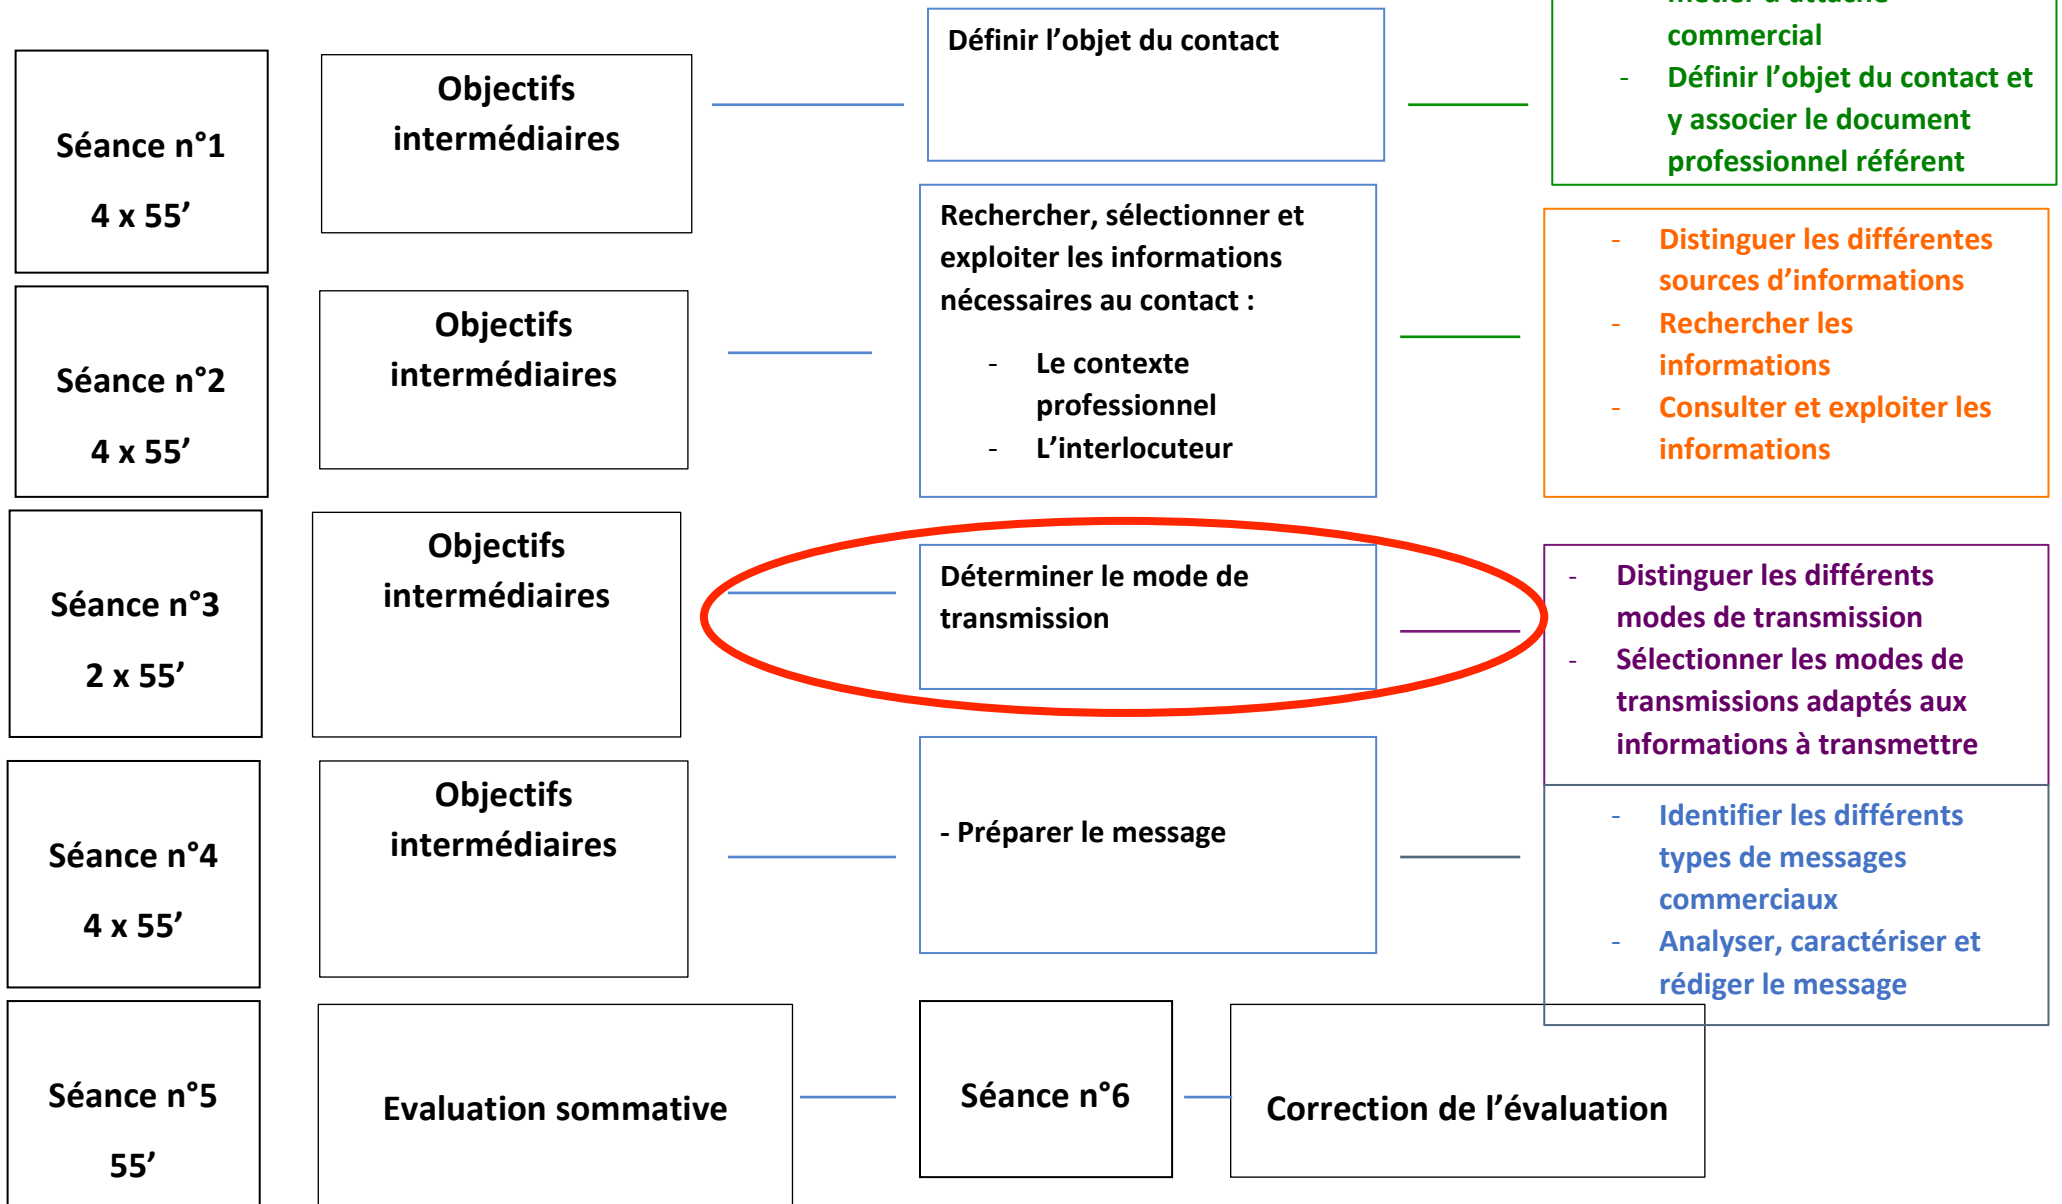 Séance n°1
4 x 55’
Objectifs
intermédiaires
Définir l’objet du contact
métier d’attaché
commercial
- Définir l’objet du contact et
y associer le document
professionnel référent
Séance n°2
4 x 55’
Objectifs
intermédiaires
Rechercher, sélectionner et
exploiter les informations
nécessaires au contact :
- Le contexte
professionnel
- L’interlocuteur
- Distinguer les différentes
sources d’informations
- Rechercher les
informations
- Consulter et exploiter les
informations
Séance n°3
2 x 55’
Objectifs
intermédiaires
Déterminer le mode de
transmission
- Distinguer les différents
modes de transmission
- Sélectionner les modes de
transmissions adaptés aux
informations à transmettre
Séance n°4
4 x 55’
Objectifs
intermédiaires
- Préparer le message
- Identifier les différents
types de messages
commerciaux
- Analyser, caractériser et
rédiger le message
Séance n°5
55’
Evaluation sommative
Séance n°6
Correction de l’évaluation